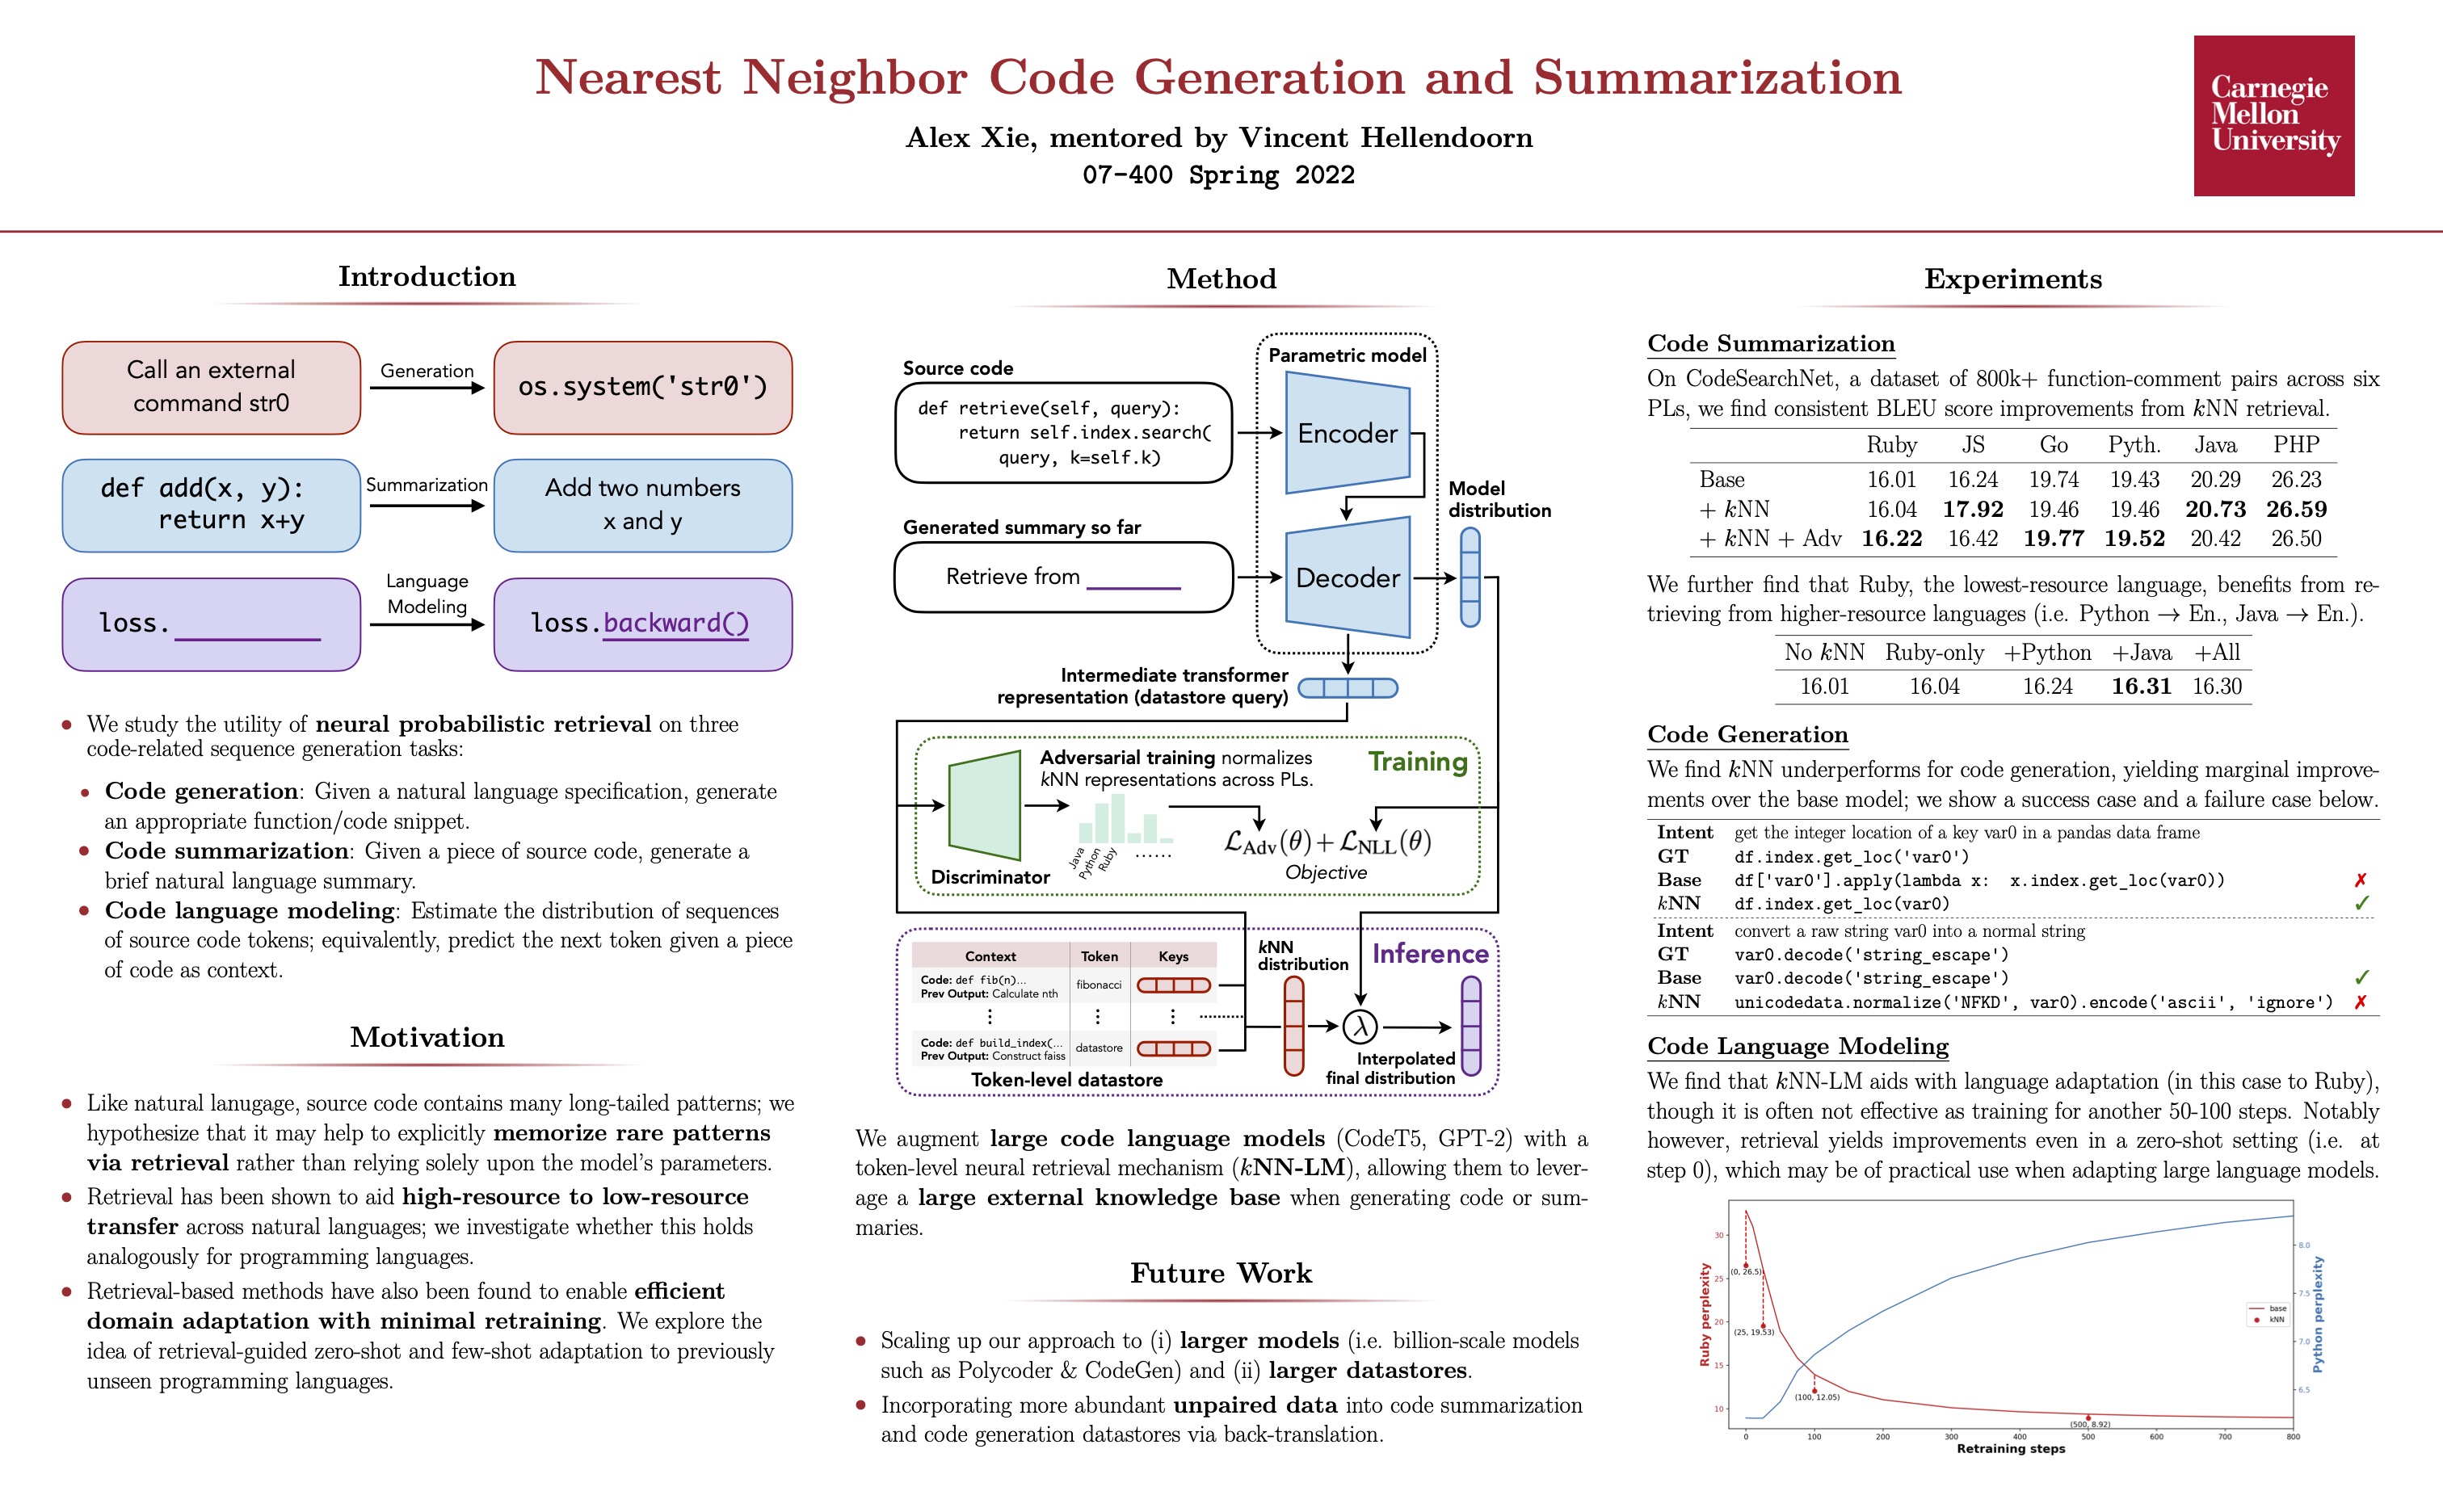 Nearest Neighbor Code Generation and Summarization
Alex Xie, mentored by Vincent Hellendoorn
07-400 Spring 2022
Carnegie
Mellon
University
Introduction
Call an external
command str0
Generation
os.system('str0')
def add(x, y):
return x+y
Summarization
Add two numbers
x and y
loss.
Language
Modeling
loss.backward()
• We study the utility of neural probabilistic retrieval on three
code-related sequence generation tasks:
• Code generation: Given a natural language specification, generate
an appropriate function/code snippet.
• Code summarization: Given a piece of source code, generate a
brief natural language summary.
• Code language modeling: Estimate the distribution of sequences
of source code tokens; equivalently, predict the next token given a piece
of code as context.
Motivation
• Like natural lanugage, source code contains many long-tailed patterns; we
hypothesize that it may help to explicitly memorize rare patterns
via retrieval rather than relying solely upon the model's parameters.
• Retrieval has been shown to aid high-resource to low-resource
transfer across natural languages; we investigate whether this holds
analogously for programming languages.
• Retrieval-based methods have also been found to enable efficient
domain adaptation with minimal retraining. We explore the
idea of retrieval-guided zero-shot and few-shot adaptation to previously
unseen programming languages.
Method
Source code
def retrieve(self, query):
return self.index.search(
query, k=self.k)
Parametric model
Encoder
Generated summary so far
Retrieve from
Decoder
Model
distribution
Intermediate transformer
representation (datastore query)
Adversarial training normalizes
kNN representations across PLs.
Training
Discriminator
Java
Python
Ruby
......
ℒAdv(θ) + ℒNLL(θ)
Objective
Context Token Keys
Code: def fib(n)...
Prev Output: Calculate nth
fibonacci
Code: def build_index(...
Prev Output: Construct faiss
datastore
Token-level datastore
kNN
distribution
Inference
λ
Interpolated
final distribution
We augment large code language models (CodeT5, GPT-2) with a
token-level neural retrieval mechanism (kNN-LM), allowing them to lever-
age a large external knowledge base when generating code or sum-
maries.
Future Work
• Scaling up our approach to (i) larger models (i.e. billion-scale models
such as Polycoder & CodeGen) and (ii) larger datastores.
• Incorporating more abundant unpaired data into code summarization
and code generation datastores via back-translation.
Experiments
Code Summarization
On CodeSearchNet, a dataset of 800k+ function-comment pairs across six
PLs, we find consistent BLEU score improvements from kNN retrieval.
Ruby JS Go Pyth. Java PHP
Base 16.01 16.24 19.74 19.43 20.29 26.23
+ kNN 16.04 17.92 19.46 19.46 20.73 26.59
+ kNN + Adv 16.22 16.42 19.77 19.52 20.42 26.50
We further find that Ruby, the lowest-resource language, benefits from re-
trieving from higher-resource languages (i.e. Python → En., Java → En.).
No kNN Ruby-only +Python +Java +All
16.01 16.04 16.24 16.31 16.30
Code Generation
We find kNN underperforms for code generation, yielding marginal improve-
ments over the base model; we show a success case and a failure case below.
Intent get the integer location of a key var0 in a pandas data frame
GT df.index.get_loc('var0')
Base df['var0'].apply(lambda x: x.index.get_loc(var0)) ✗
kNN df.index.get_loc(var0) ✓
Intent convert a raw string var0 into a normal string
GT var0.decode('string_escape')
Base var0.decode('string_escape') ✓
kNN unicodedata.normalize('NFKD', var0).encode('ascii', 'ignore') ✗
Code Language Modeling
We find that kNN-LM aids with language adaptation (in this case to Ruby),
though it is often not effective as training for another 50-100 steps. Notably
however, retrieval yields improvements even in a zero-shot setting (i.e. at
step 0), which may be of practical use when adapting large language models.
Ruby perplexity
30
25
20
15
10
(0, 26.5)
(25, 19.53)
(100, 12.05)
(500, 8.92)
base
kNN
8.0
7.5
7.0
6.5
Python perplexity
0 100 200 300 400 500 600 700 800
Retraining steps